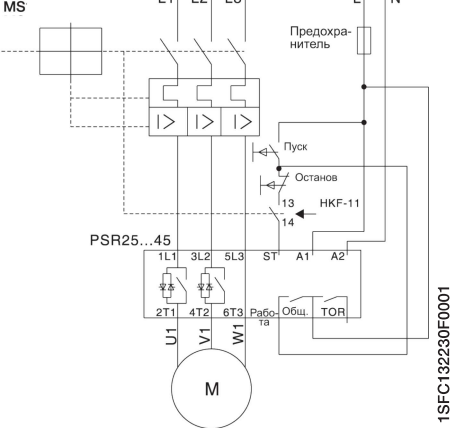 L1 L2 L3
L N
MS
Предохра-
нитель
I> I> I>
Пуск
Останов
13 HKF-11
14
PSR25...45
1L1 3L2 5L3 ST A1 A2
2T1 4T2 6T3 Рабо-
та Общ. TOR
U1 V1 W1
M
1SFC132230F0001